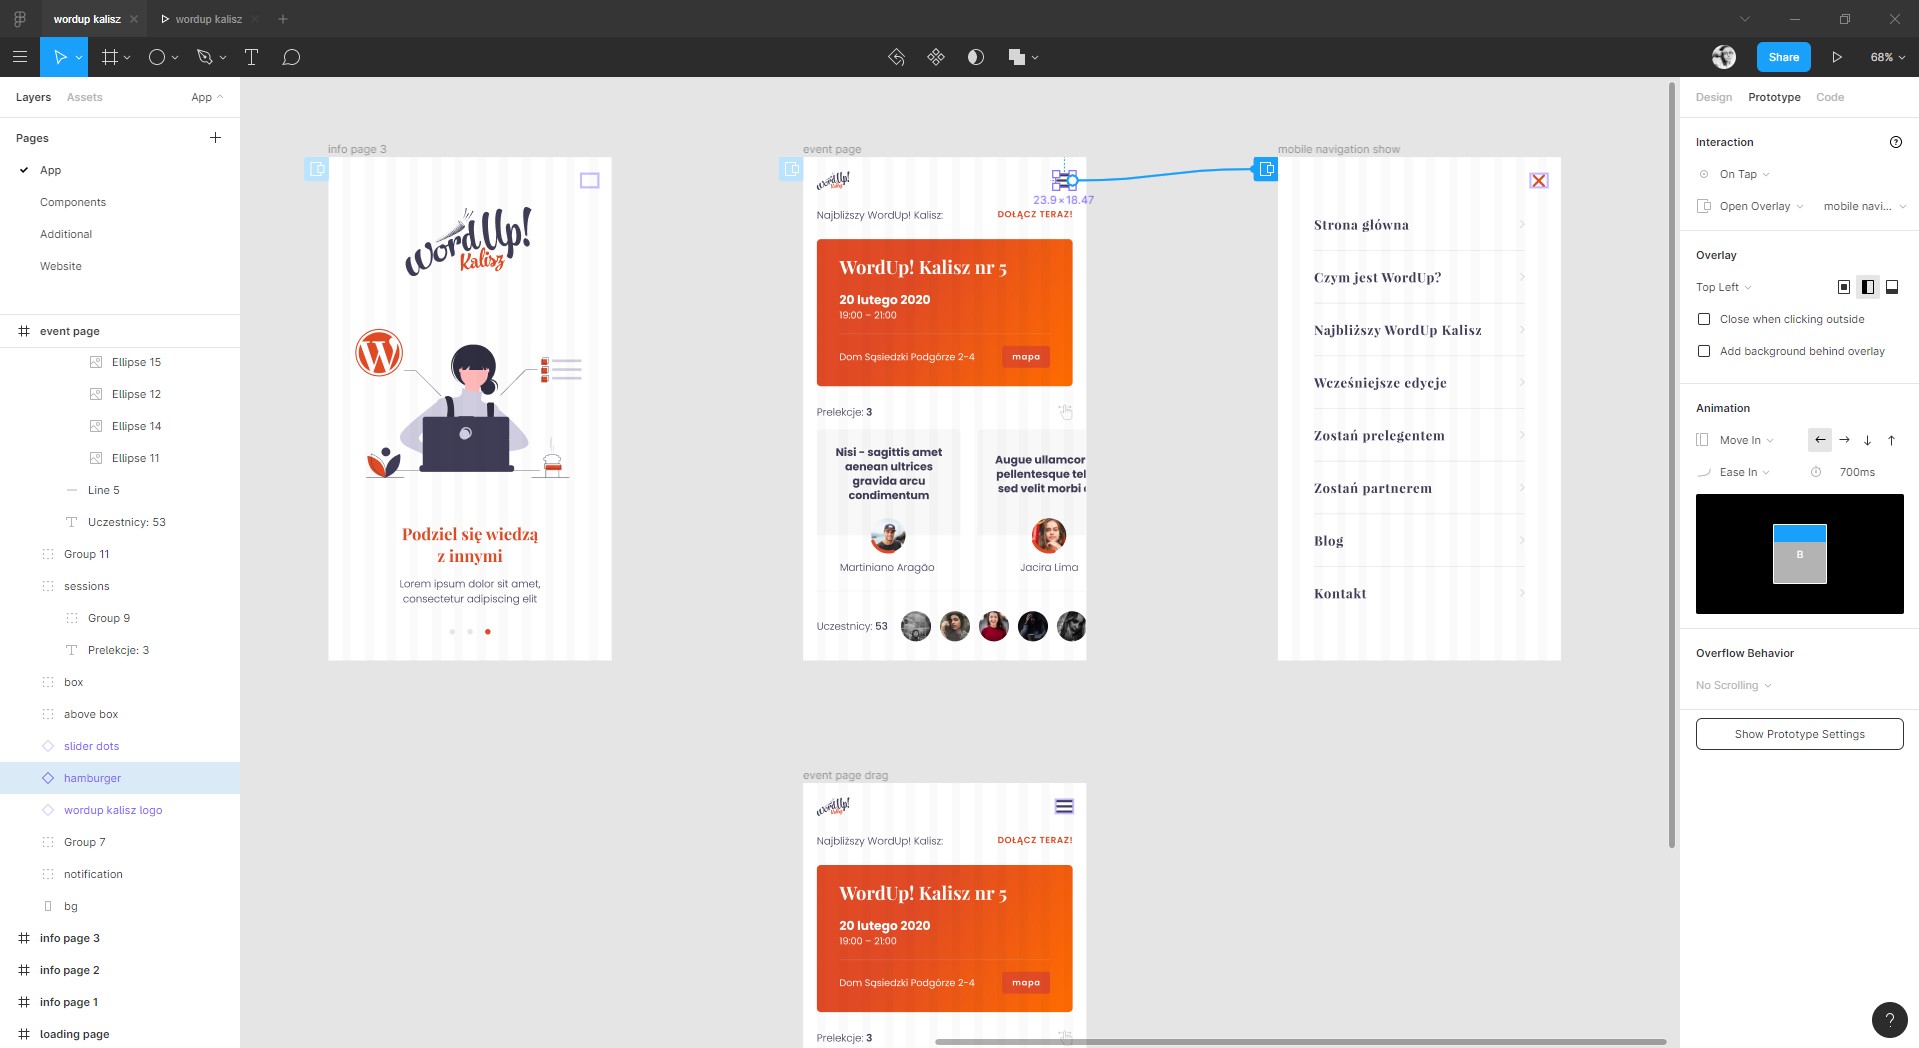 wordup kalisz
wordup kalisz
Share
68%
Layers
Assets
App
Pages
App
Components
Additional
Website
event page
Ellipse 15
Ellipse 12
Ellipse 14
Ellipse 11
Line 5
Uczestnicy: 53
Group 11
sessions
Group 9
Prelekcje: 3
box
above box
slider dots
hamburger
wordup kalisz logo
Group 7
notification
bg
info page 3
info page 2
info page 1
loading page
info page 3
WordUp!
Kalisz
Podziel się wiedzą
z innymi
Lorem ipsum dolor sit amet,
consectetur adipiscing elit
event page
WordUp!
Kalisz
23.9 × 18.47
Najbliższy WordUp! Kalisz:
DOŁĄCZ TERAZ!
WordUp! Kalisz nr 5
20 lutego 2020
19:00 – 21:00
Dom Sąsiedzki Podgórze 2-4
mapa
Prelekcje: 3
Nisi - sagittis amet
aenean ultrices
gravida arcu
condimentum
Martiniano Aragão
Augue ullamcor
pellentesque tel
sed velit morbi
Jacira Lima
Uczestnicy: 53
mobile navigation show
Strona główna
Czym jest WordUp?
Najbliższy WordUp Kalisz
Wcześniejsze edycje
Zostań prelegentem
Zostań partnerem
Blog
Kontakt
event page drag
WordUp!
Kalisz
Najbliższy WordUp! Kalisz:
DOŁĄCZ TERAZ!
WordUp! Kalisz nr 5
20 lutego 2020
19:00 – 21:00
Dom Sąsiedzki Podgórze 2-4
mapa
Prelekcje: 3
Design
Prototype
Code
Interaction
On Tap
Open Overlay
mobile navi...
Overlay
Top Left
Close when clicking outside
Add background behind overlay
Animation
Move In
Ease In
700ms
B
Overflow Behavior
No Scrolling
Show Prototype Settings
?